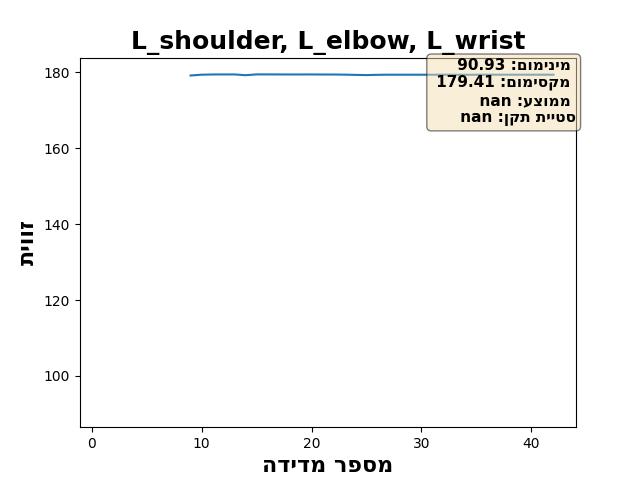 L_shoulder, L_elbow, L_wrist
מינימום: 90.93
מקסימום: 179.41
ממוצע: nan
סטיית תקן: nan
180
160
140
120
100
זווית
0 10 20 30 40
מספר מדידה